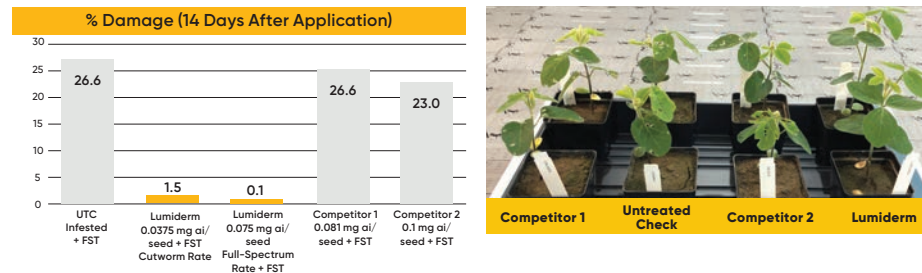 % Damage (14 Days After Application)
30
25
20
15
10
5
0
26.6
1.5
0.1
26.6
23.0
UTC
Infested
+ FST
Lumiderm
0.0375 mg ai/
seed + FST
Cutworm Rate
Lumiderm
0.075 mg ai/
seed
Full-Spectrum
Rate + FST
Competitor 1
0.081 mg ai/
seed + FST
Competitor 2
0.1 mg ai/
seed + FST
Competitor 1
Untreated
Check
Competitor 2
Lumiderm